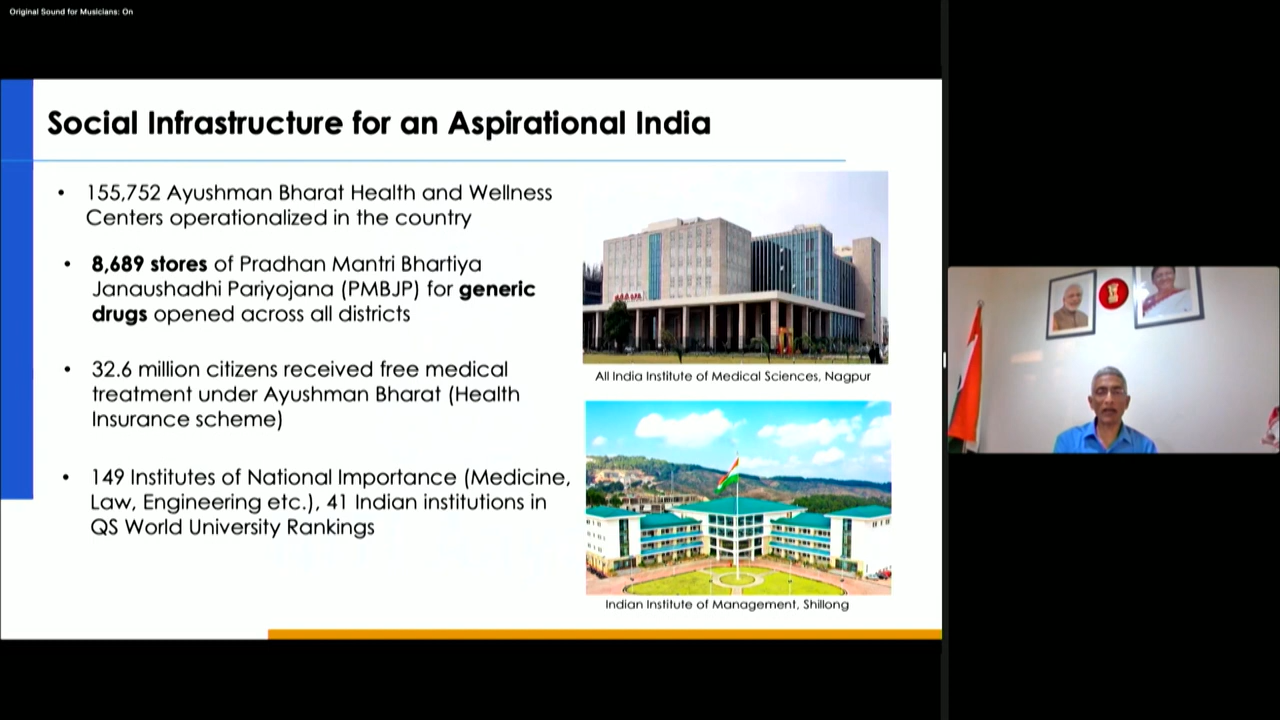 Original Sound for Musicians: On
Social Infrastructure for an Aspirational India
• 155,752 Ayushman Bharat Health and Wellness
Centers operationalized in the country
• 8,689 stores of Pradhan Mantri Bhartiya
Janaushadhi Pariyojana (PMBJP) for generic
drugs opened across all districts
• 32.6 million citizens received free medical
treatment under Ayushman Bharat (Health
Insurance scheme)
• 149 Institutes of National Importance (Medicine,
Law, Engineering etc.), 41 Indian institutions in
QS World University Rankings
All India Institute of Medical Sciences, Nagpur
Indian Institute of Management, Shillong